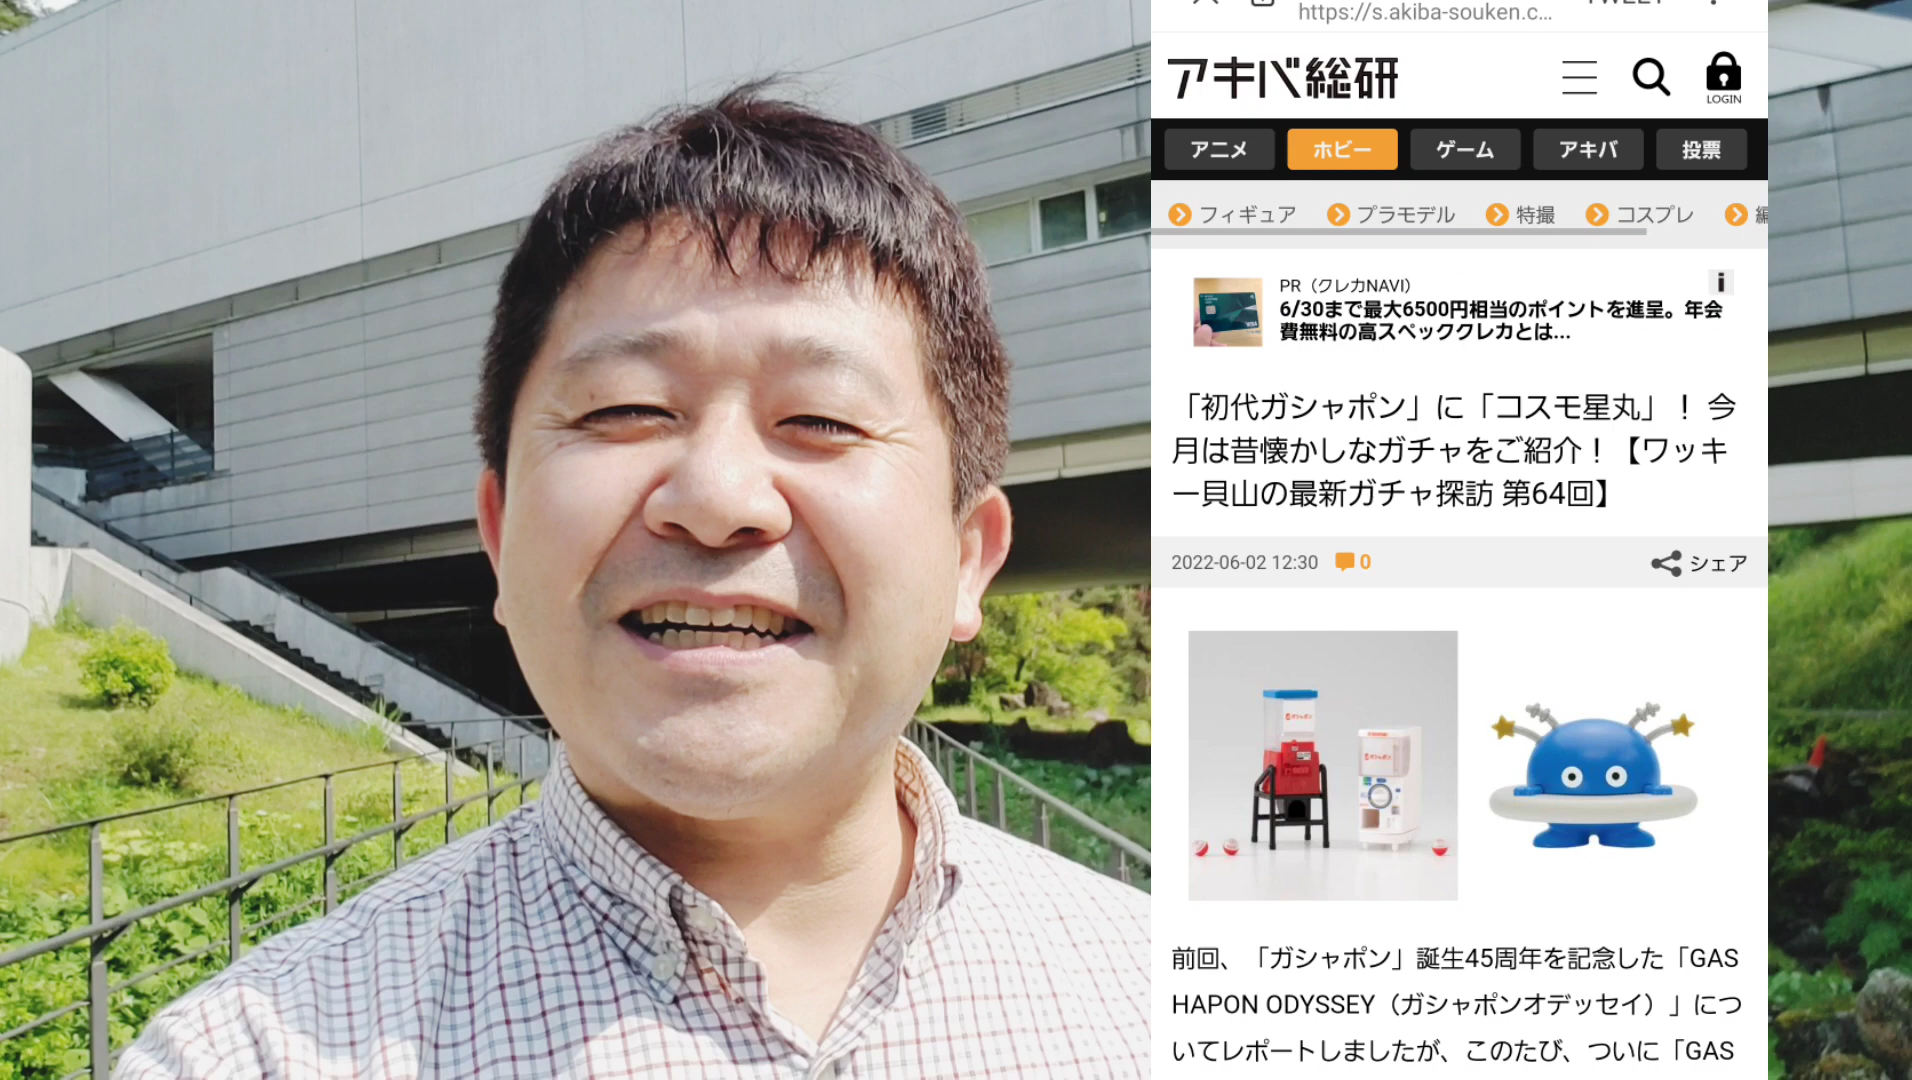 https://s.akiba-souken.c...
TWEET
アキバ総研
LOGIN
アニメ
ホビー
ゲーム
アキバ
投票
フィギュア
プラモデル
特撮
コスプレ
PR（クレカNAVI）
6/30まで最大6500円相当のポイントを進呈。年会
費無料の高スペッククレカとは...
「初代ガシャポン」に「コスモ星丸」！ 今
月は昔懐かしなガチャをご紹介！【ワッキ
ー貝山の最新ガチャ探訪 第64回】
2022-06-02 12:30
0
シェア
前回、「ガシャポン」誕生45周年を記念した「GAS
HAPON ODYSSEY（ガシャポンオデッセイ）」につ
いてレポートしましたが、このたび、ついに「GAS